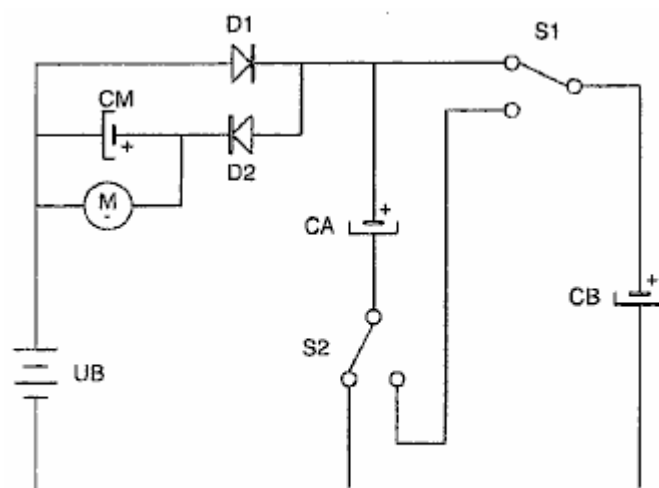 D1
S1
CM
+
D2
M
-
+
CA
+
CB
S2
UB